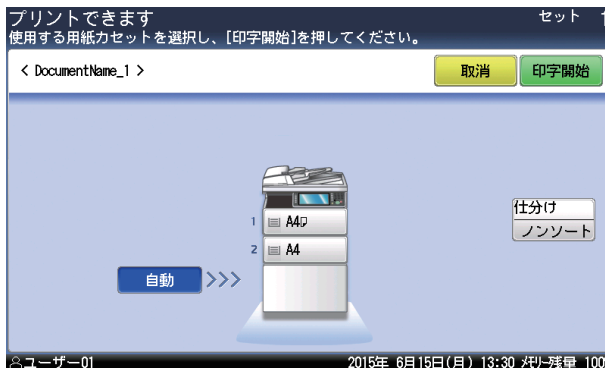 プリントできます
セット 1
使用する用紙カセットを選択し、[印字開始]を押してください。
< DocumentName_1 >
取消
印字開始
1 A4
2 A4
仕分け
ノンソート
自動 >>>
ユーザー01
2015年 6月15日(月) 13:30 メモリー残量 100